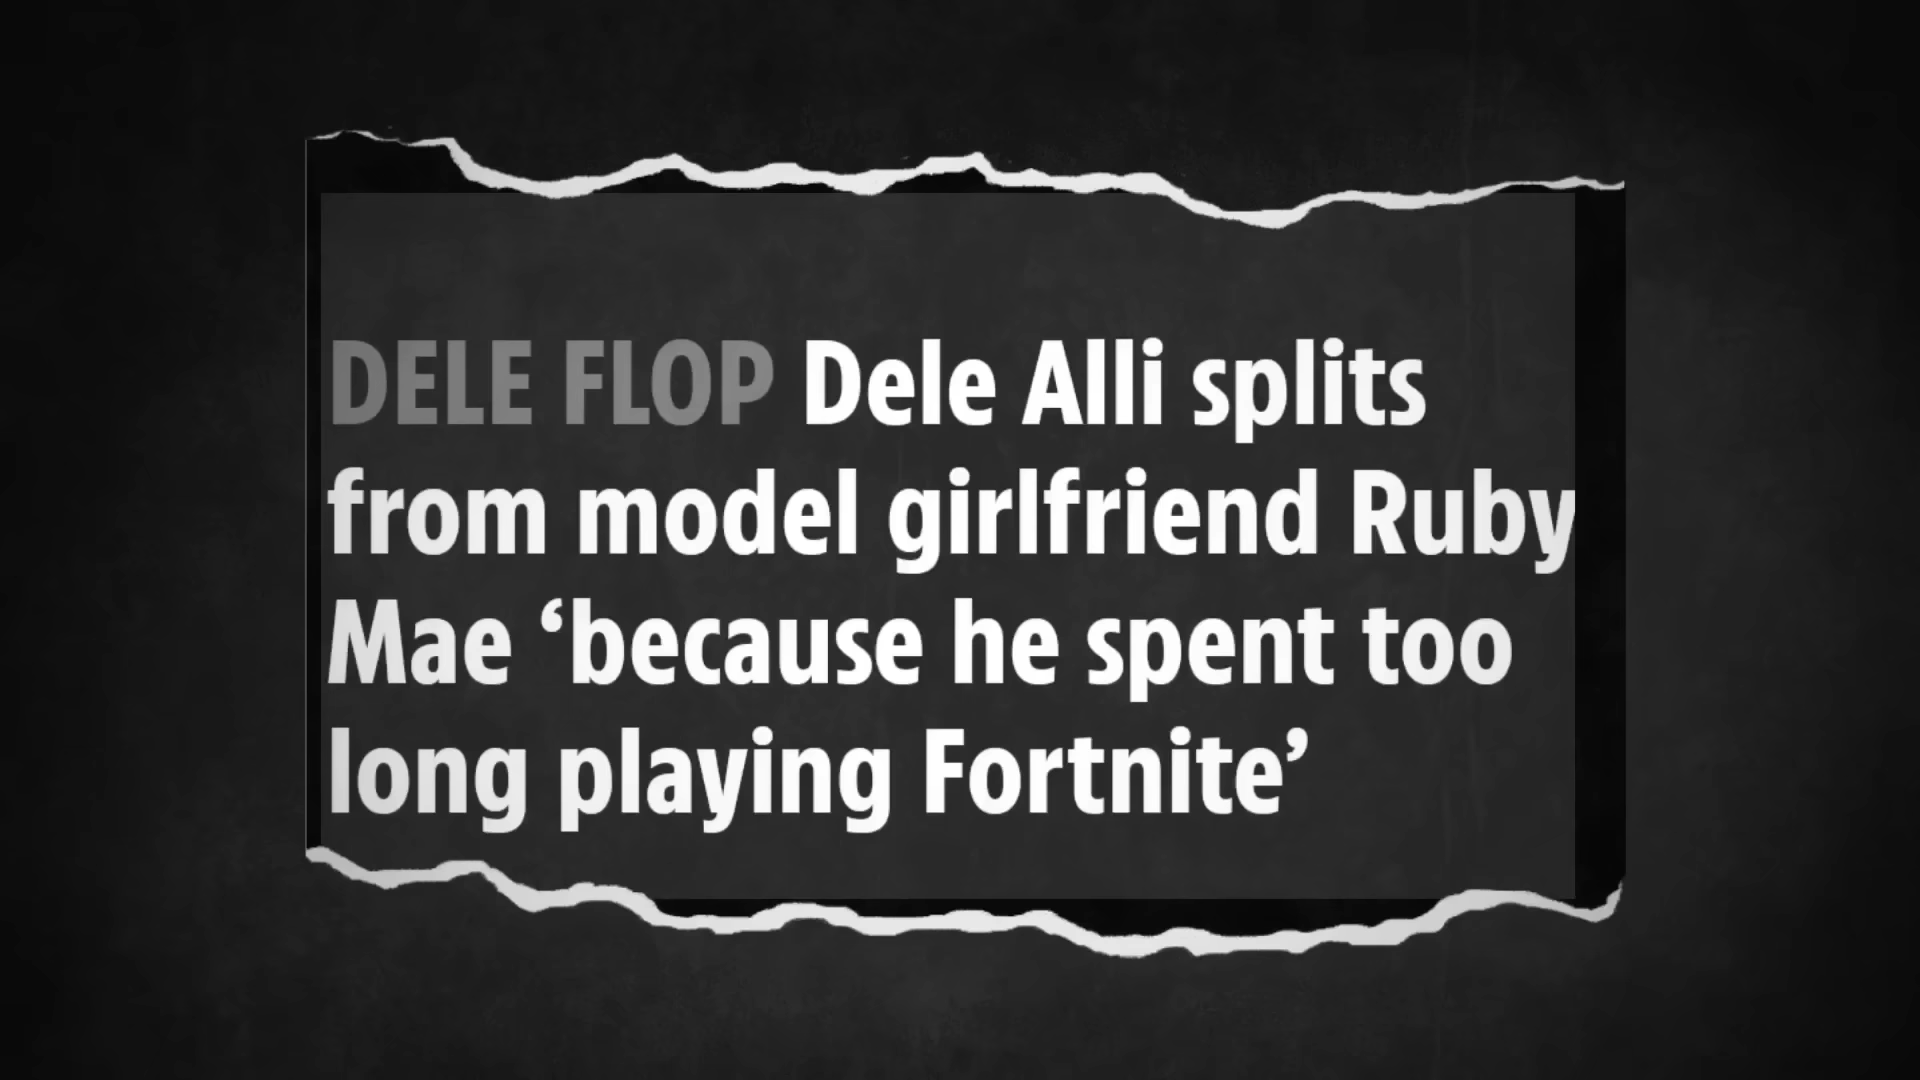 DELE FLOP Dele Alli splits
from model girlfriend Ruby
Mae ‘because he spent too
long playing Fortnite’